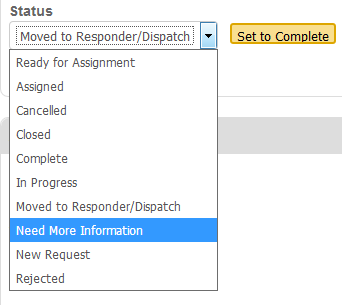 Status
Moved to Responder/Dispatch Set to Complete
Ready for Assignment
Assigned
Cancelled
Closed
Complete
In Progress
Moved to Responder/Dispatch
Need More Information
New Request
Rejected